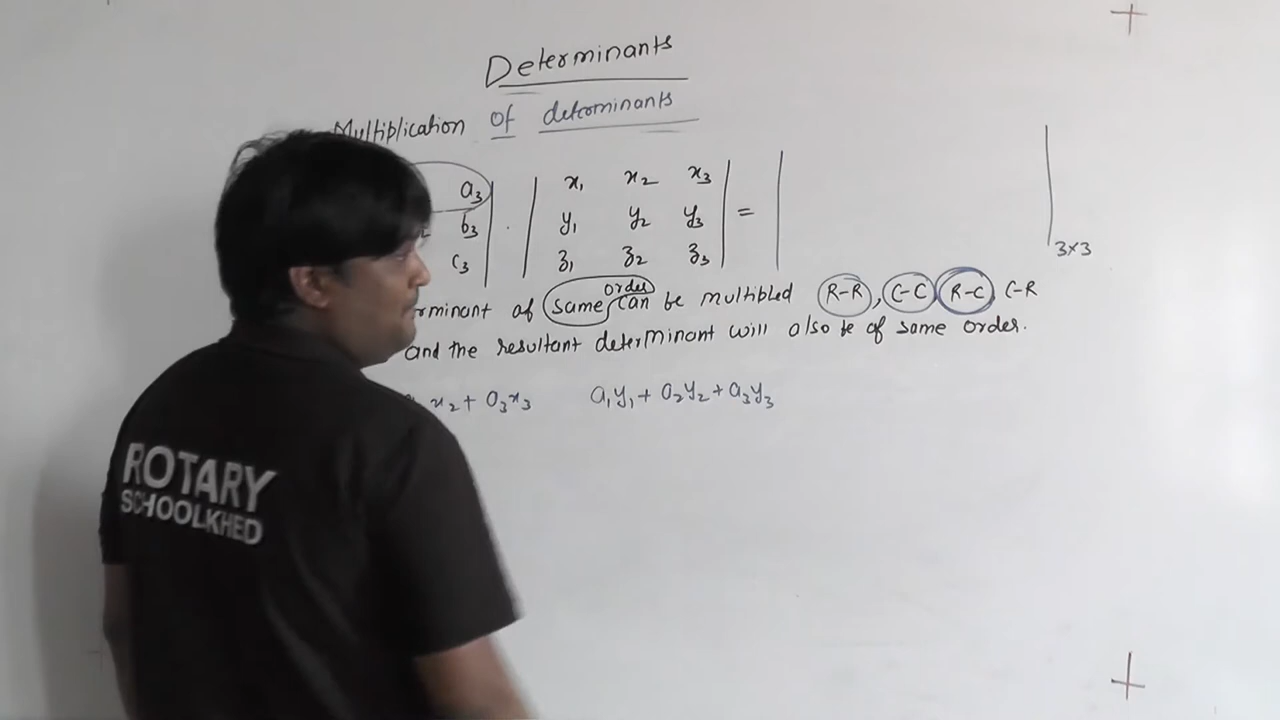 Determinants
Multiplication of determinants
a₃ | . | x₁ x₂ x₃ | = | |
b₃ y₁ y₂ y₃
c₃ z₁ z₂ z₃ 3×3
order
rminant of same can be multibled R-R, C-C R-C, C-R
and the resultant determinant will also be of same order.
x₂ + a₃x₃ a₁y₁ + a₂y₂ + a₃y₃
ROTARY
SCHOOLKHED